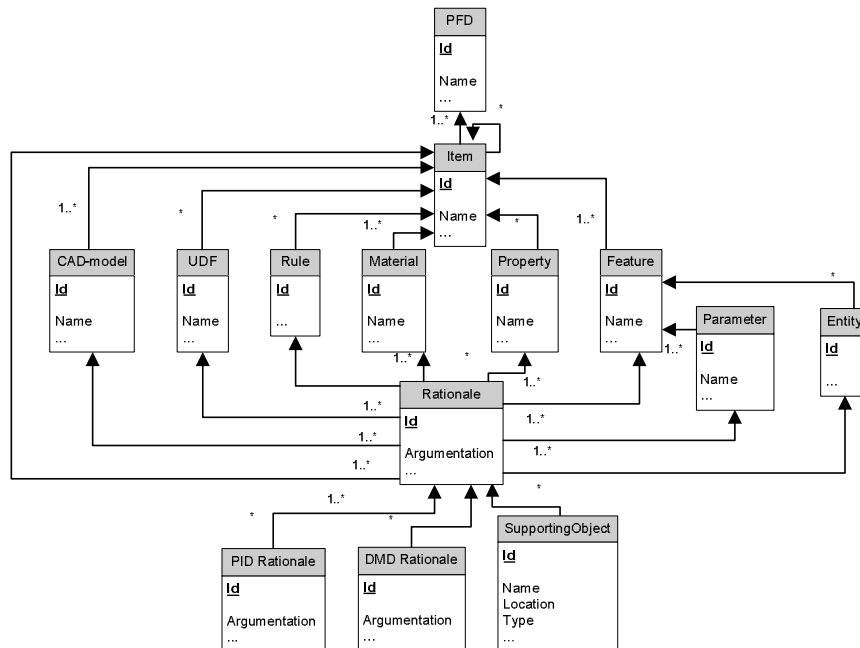 PFD
Id
Name
...
1..*
*
Item
Id
Name
...
1..*
*
*
1..*
*
1..*
CAD-model
Id
Name
...
UDF
Id
Name
...
Rule
Id
...
Material
Id
Name
...
Property
Id
Name
...
Feature
Id
Name
...
*
Parameter
Id
Name
...
Entity
Id
...
1..*
1..*
*
1..*
Rationale
Id
Argumentation
...
1..*
1..*
1..*
1..*
1..*
1..*
*
*
*
PID Rationale
Id
Argumentation
...
DMD Rationale
Id
Argumentation
...
SupportingObject
Id
Name
Location
Type
...